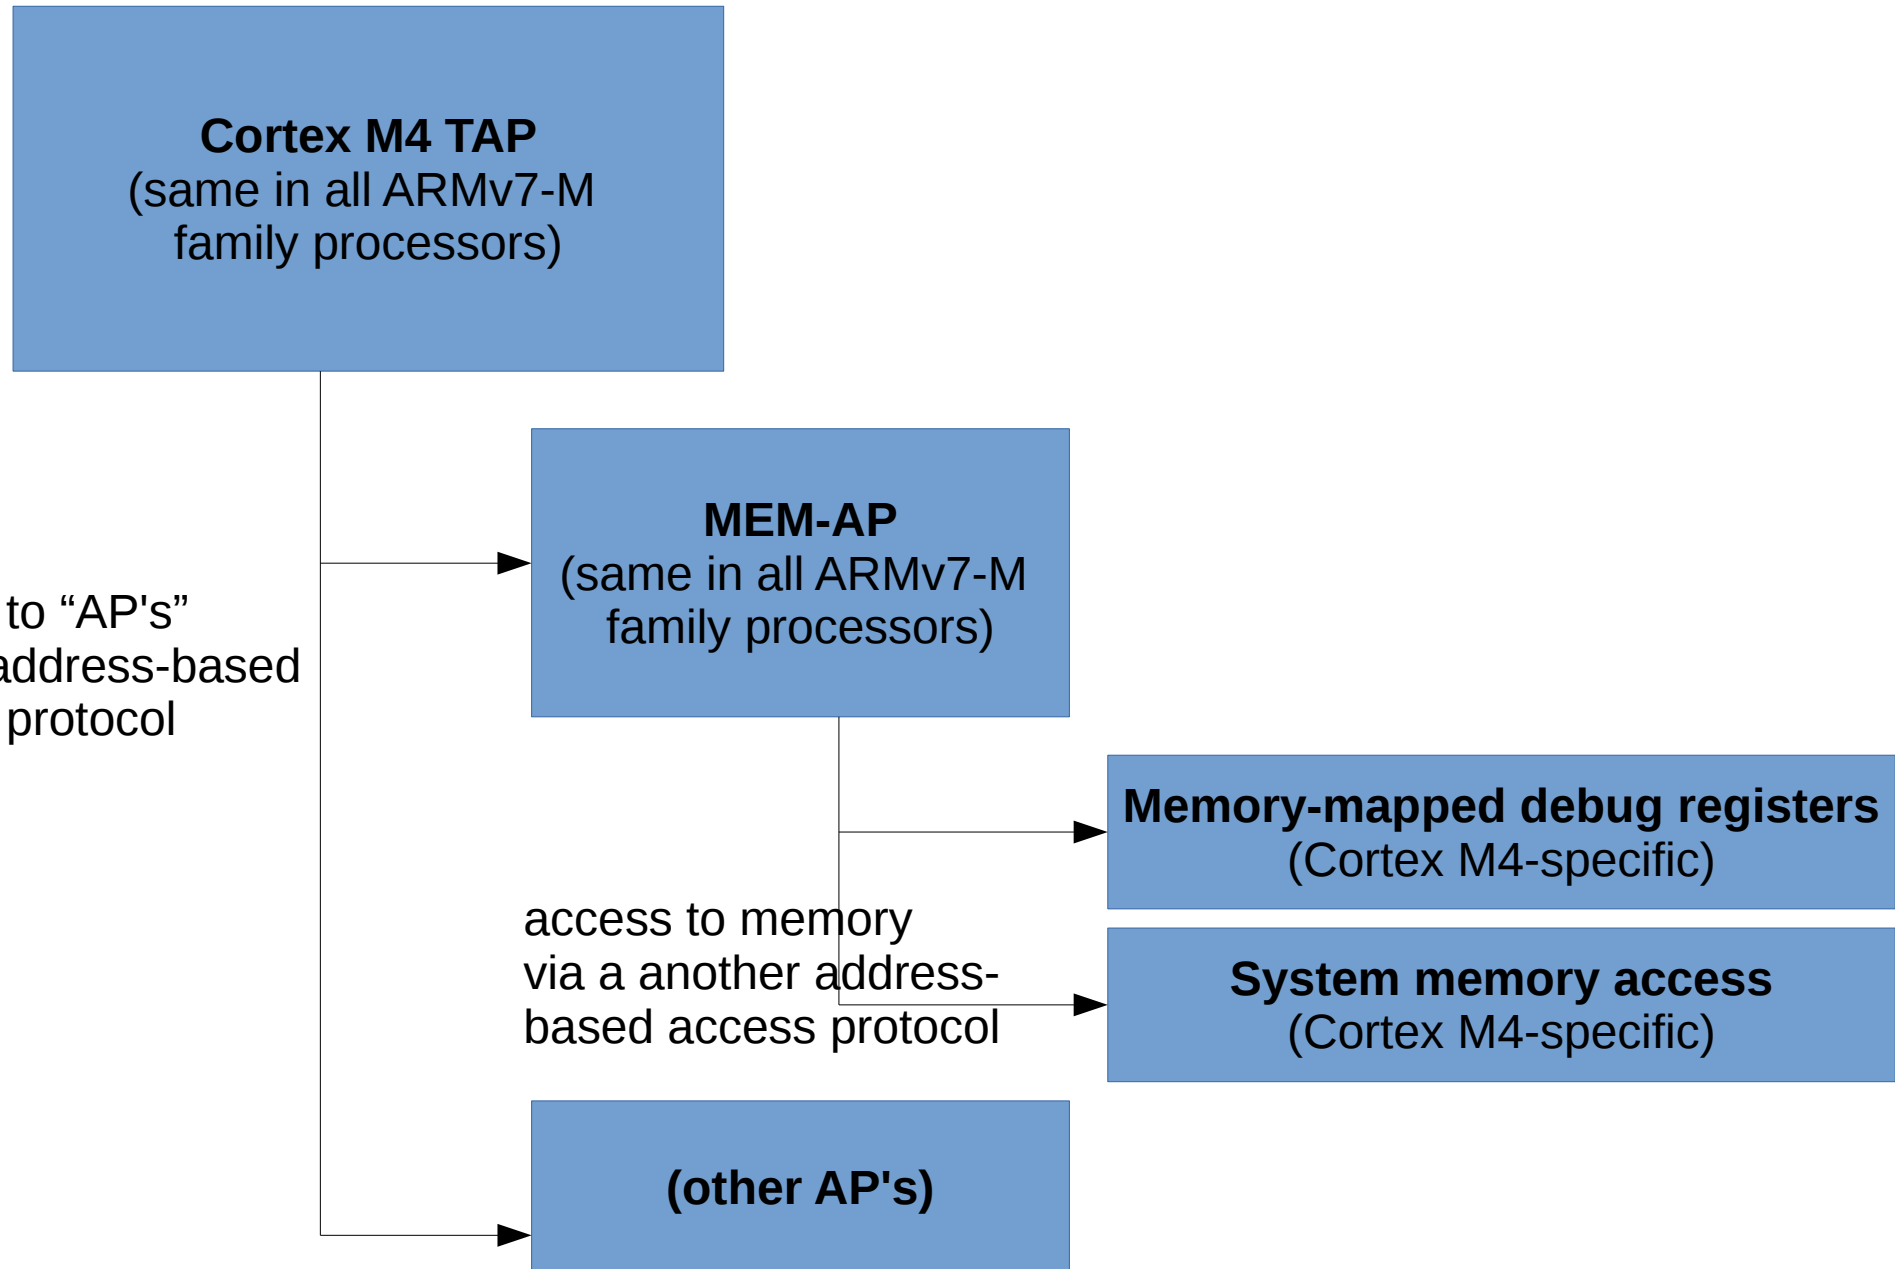 Cortex M4 TAP
(same in all ARMv7-M
family processors)
MEM-AP
(same in all ARMv7-M
family processors)
to “AP's”
address-based
protocol
Memory-mapped debug registers
(Cortex M4-specific)
access to memory
via a another address-
based access protocol
System memory access
(Cortex M4-specific)
(other AP's)